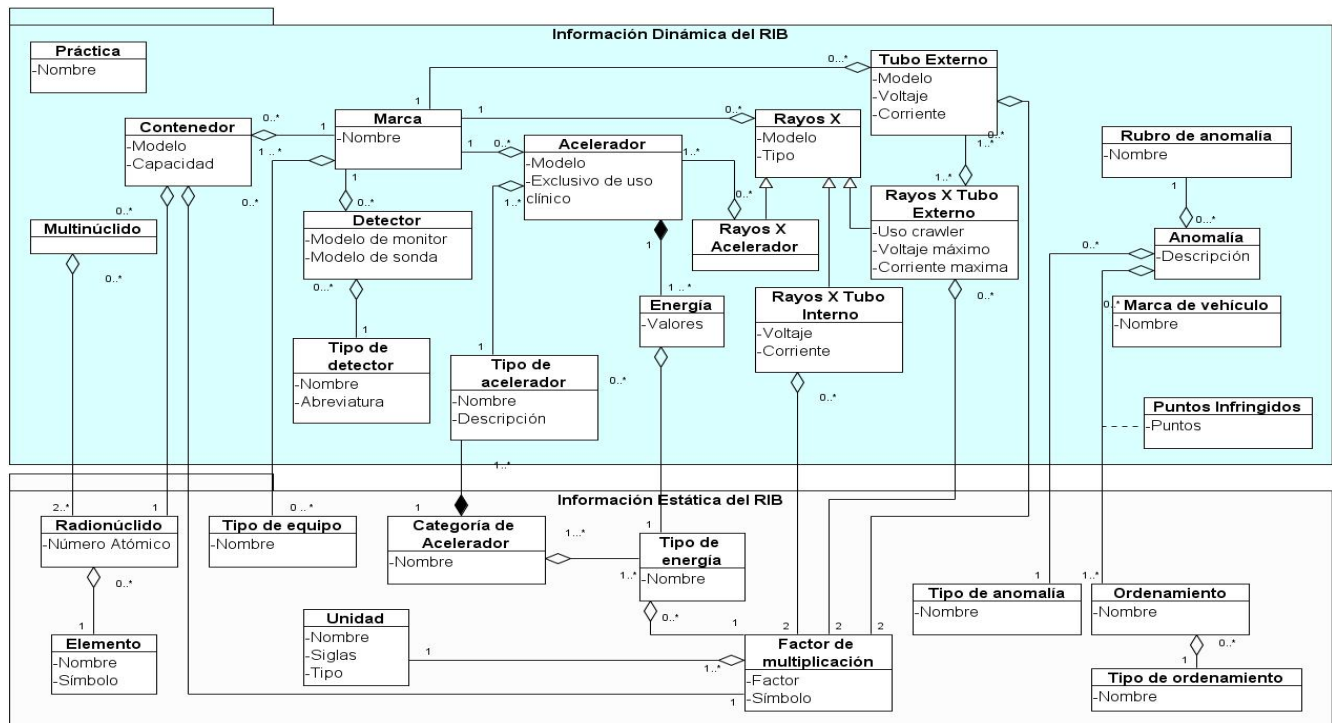 Información Dinámica del RIB
Práctica
-Nombre
Contenedor
-Modelo
-Capacidad
Marca
-Nombre
Acelerador
-Modelo
-Exclusivo de uso
clínico
Rayos X
-Modelo
-Tipo
Tubo Externo
-Modelo
-Voltaje
-Corriente
Rubro de anomalía
-Nombre
Multinúclido
Detector
-Modelo de monitor
-Modelo de sonda
Rayos X
Acelerador
Rayos X Tubo
Externo
-Uso crawler
-Voltaje máximo
-Corriente maxima
Anomalía
-Descripción
Energía
-Valores
Rayos X Tubo
Interno
-Voltaje
-Corriente
Marca de vehículo
-Nombre
Tipo de
detector
-Nombre
-Abreviatura
Tipo de
acelerador
-Nombre
-Descripción
Puntos Infringidos
-Puntos
0..*
1
0..*
1
0..*
1
0..*
1
0..*
1 .. *
0..*
1
0..*
0...*
1
1..*
1
1..*
0..*
1
1 .. *
0..*
1..*
1..*
0..*
1
0...*
0..*
0..*
0..*
0..*
0..*
0..*
1..*
Información Estática del RIB
2..*
1
0 .. *
1
1...*
1
1..*
Radionúclido
-Número Atómico
Tipo de equipo
-Nombre
Categoría de
Acelerador
-Nombre
Tipo de
energía
-Nombre
Tipo de anomalía
-Nombre
Ordenamiento
-Nombre
Unidad
-Nombre
-Siglas
-Tipo
Elemento
-Nombre
-Símbolo
Factor de
multiplicación
-Factor
-Símbolo
Tipo de ordenamiento
-Nombre
0..*
1
0..*
1
2
2
2
1
1..*
1
1
1..*
0..*
1